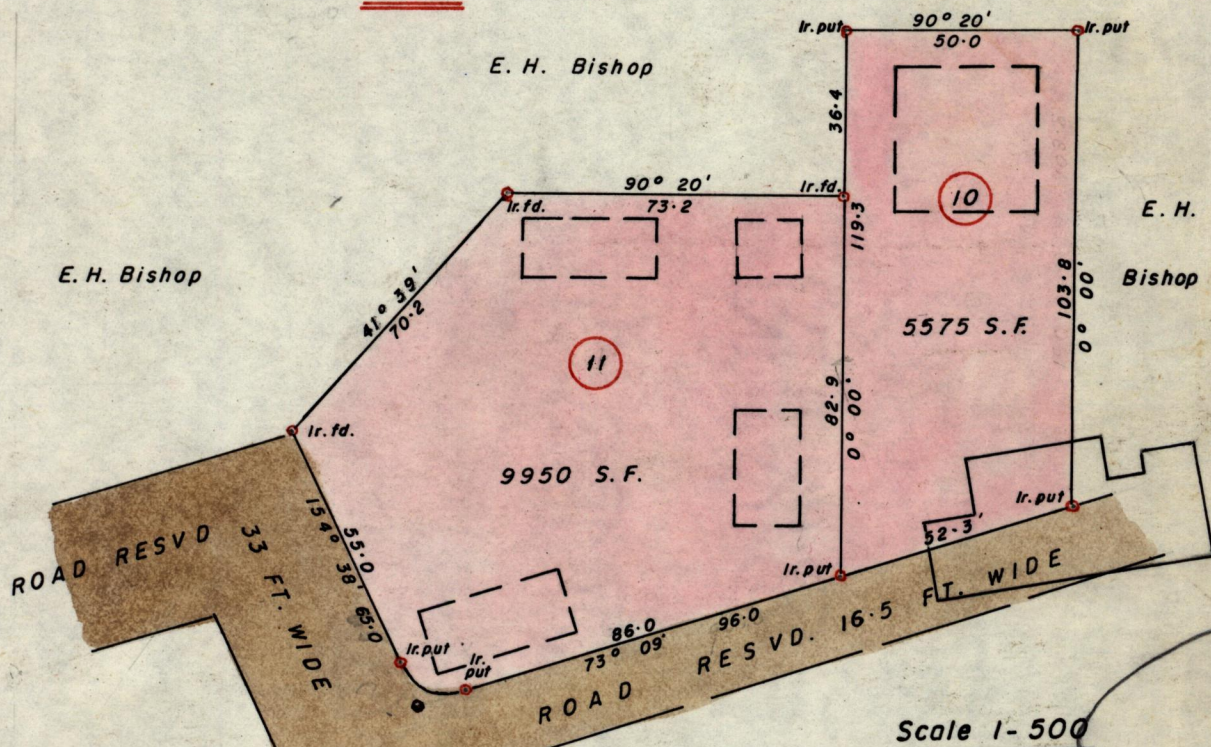 Ir. put
90° 20'
50.0
Ir. put
E. H. Bishop
36.4
90° 20'
73.2
Ir. fd.
Ir. fd.
10
119.3
E. H.
Bishop
103.8
0° 00'
E. H. Bishop
41° 39'
70.2
5575 S.F.
11
82.9
0° 00'
Ir. fd.
9950 S.F.
Ir. put
52.3'
ROAD RESVD
33 FT. WIDE
55.0
154° 38'
65.0
Ir. put
Ir. put
Ir.
put
86.0
96.0
73° 09'
ROAD RESVD. 16.5 FT. WIDE
Scale 1-500